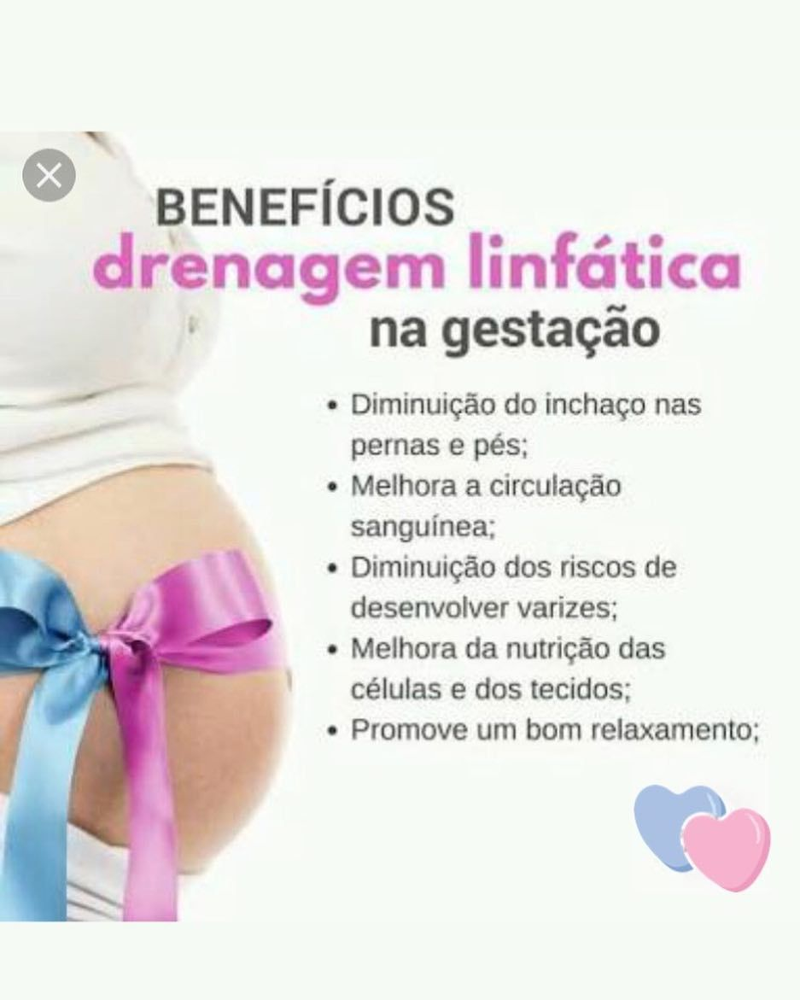 BENEFÍCIOS
drenagem linfática
na gestação
• Diminuição do inchaço nas
pernas e pés;
• Melhora a circulação
sanguínea;
• Diminuição dos riscos de
desenvolver varizes;
• Melhora da nutrição das
células e dos tecidos;
• Promove um bom relaxamento;